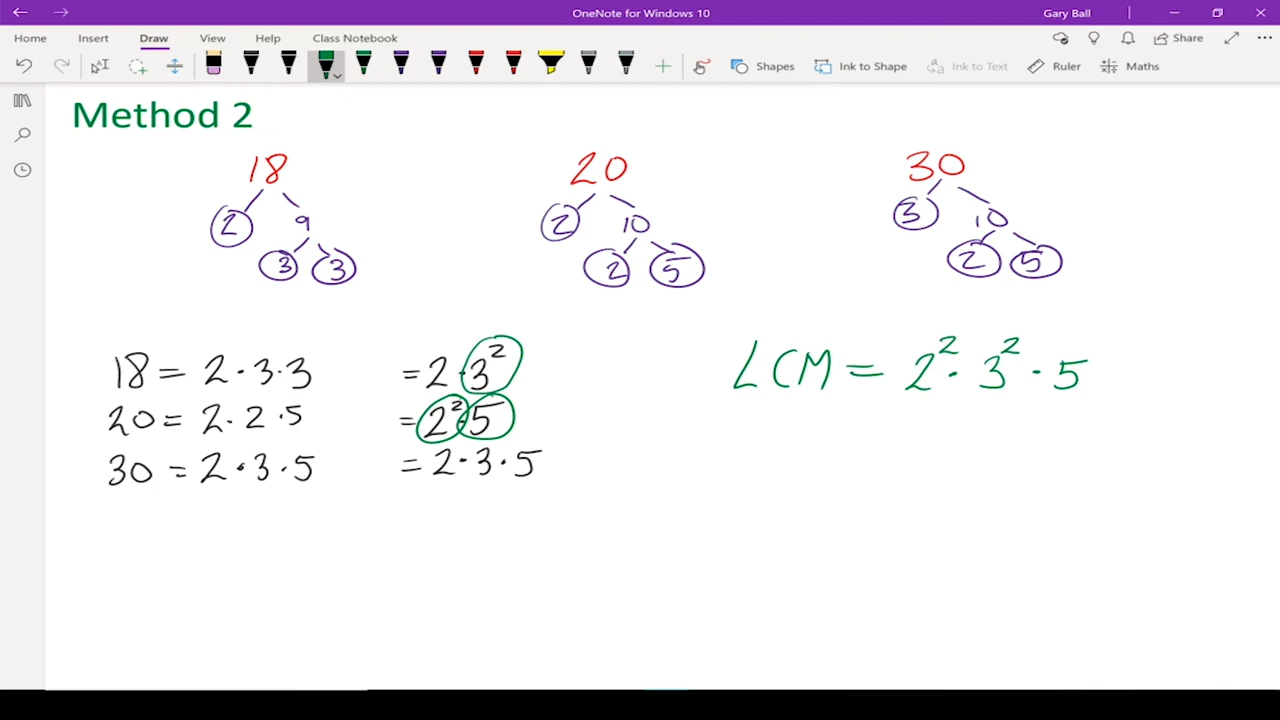 OneNote for Windows 10
Gary Ball
Home Insert Draw View Help Class Notebook
Share
Shapes Ink to Shape Ink to Text Ruler Maths
Method 2
18 20 30
2 9 2 10 3 10
3 3 2 5 2 5
18 = 2 · 3 · 3 = 2 · 3²
20 = 2 · 2 · 5 = 2² 5
30 = 2 · 3 · 5 = 2 · 3 · 5
LCM = 2² · 3² · 5